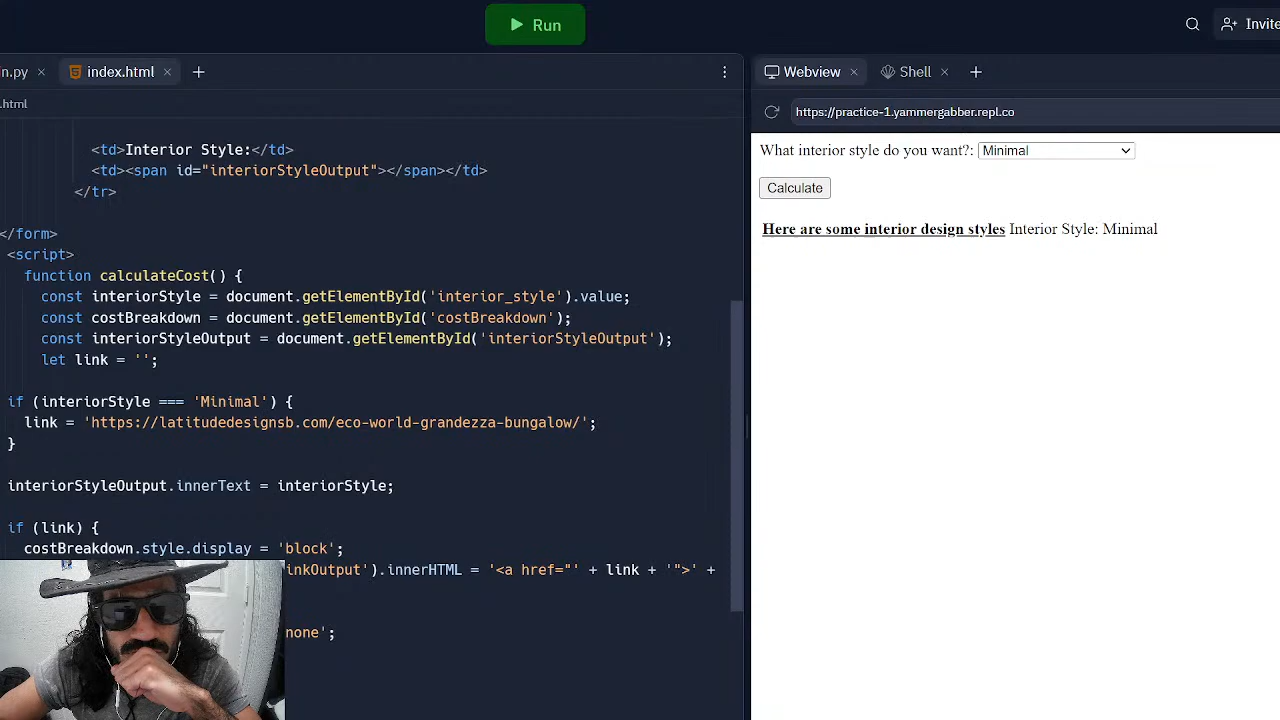 Run
Invite
n.py
index.html
Webview
Shell
.html
https://practice-1.yammergabber.repl.co
<td>Interior Style:</td>
<td><span id="interiorStyleOutput"></span></td>
</tr>
</form>
<script>
function calculateCost() {
const interiorStyle = document.getElementById('interior_style').value;
const costBreakdown = document.getElementById('costBreakdown');
const interiorStyleOutput = document.getElementById('interiorStyleOutput');
let link = '';
if (interiorStyle === 'Minimal') {
link = 'https://latitudedesignsb.com/eco-world-grandezza-bungalow/';
}
interiorStyleOutput.innerText = interiorStyle;
if (link) {
costBreakdown.style.display = 'block';
inkOutput').innerHTML = '<a href="' + link + '">' +
none';
What interior style do you want?: Minimal
Calculate
Here are some interior design styles Interior Style: Minimal